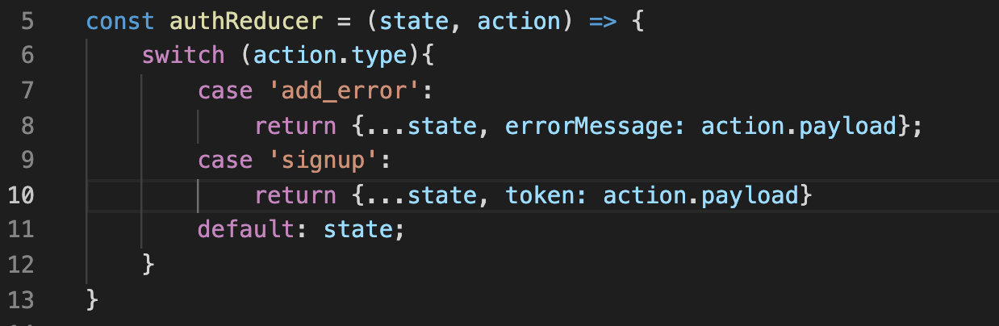 5 const authReducer = (state, action) => {
6 switch (action.type){
7 case 'add_error':
8 return {...state, errorMessage: action.payload};
9 case 'signup':
10 return {...state, token: action.payload}
11 default: state;
12 }
13 }